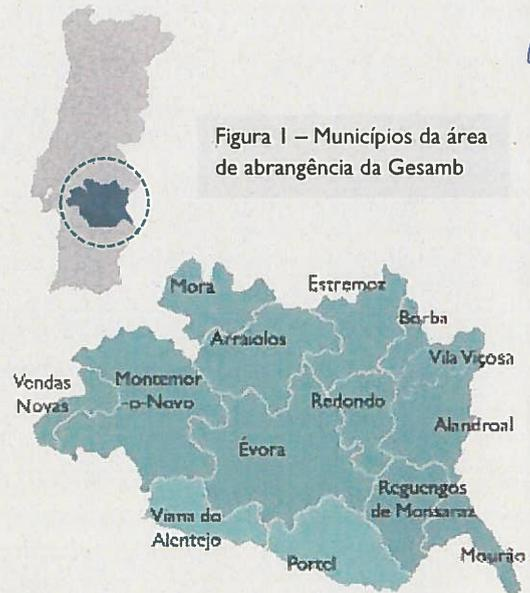 Figura I – Municípios da área
de abrangência da Gesamb
Mora
Estremoz
Borba
Arraiolos
Vila Viçosa
Vendas
Novas
Montemor
-o-Novo
Redondo
Alandroal
Évora
Reguengos
de Monsaraz
Viana do
Alentejo
Portel
Mourão